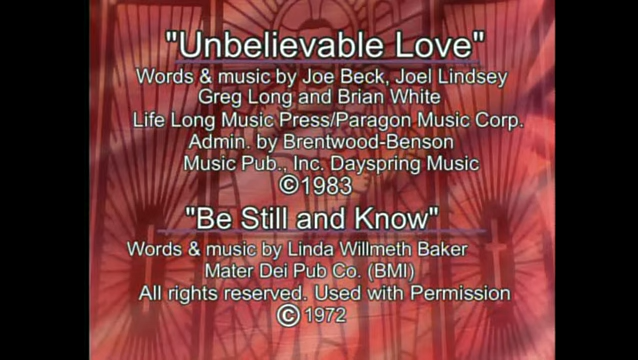 "Unbelievable Love"
Words & music by Joe Beck, Joel Lindsey
Greg Long and Brian White
Life Long Music Press/Paragon Music Corp.
Admin. by Brentwood-Benson
Music Pub., Inc. Dayspring Music
©1983
"Be Still and Know"
Words & music by Linda Willmeth Baker
Mater Dei Pub Co. (BMI)
All rights reserved. Used with Permission
© 1972